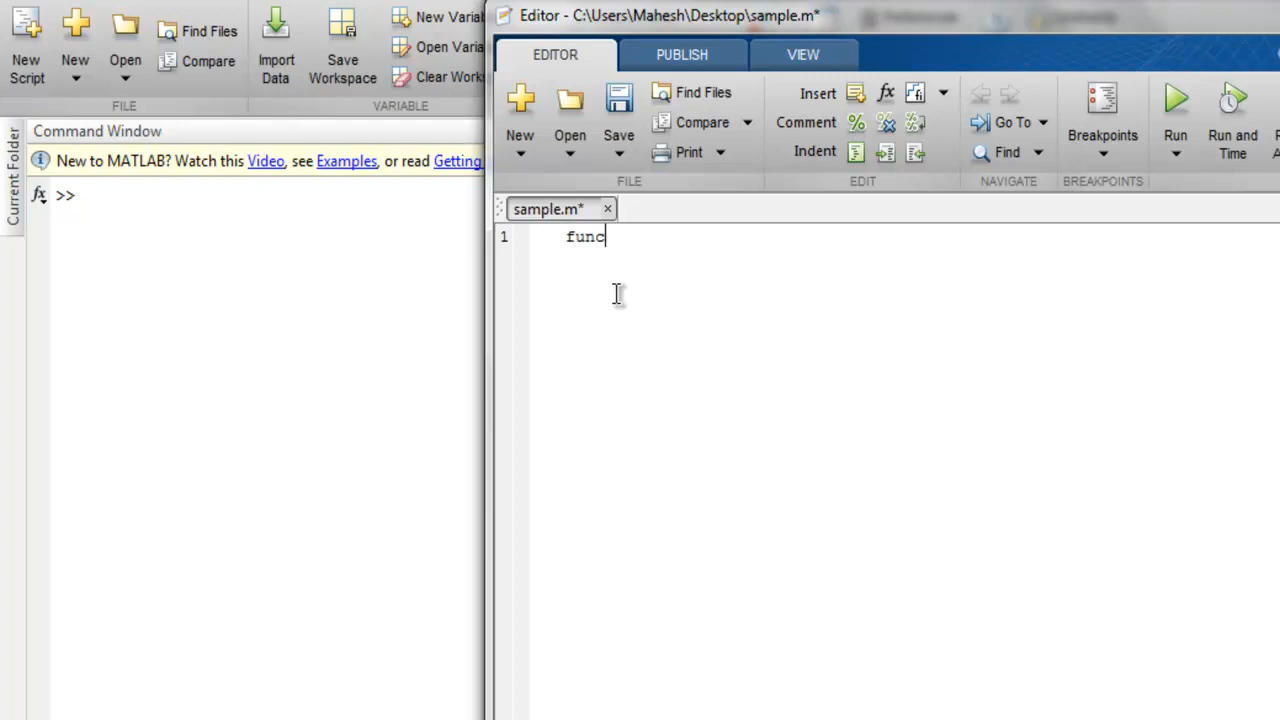 Editor - C:\Users\Mahesh\Desktop\sample.m*
EDITOR PUBLISH VIEW
New Script
New
Open
Find Files
Compare
Import Data
Save Workspace
New Varia
Open Varia
Clear Works
FILE VARIABLE
New
Open
Save
Find Files
Compare
Print
Insert
Comment
Indent
Go To
Find
Breakpoints
Run
Run and Time
FILE EDIT NAVIGATE BREAKPOINTS
Current Folder
Command Window
New to MATLAB? Watch this Video, see Examples, or read Getting
fx >>
sample.m* ×
1 func